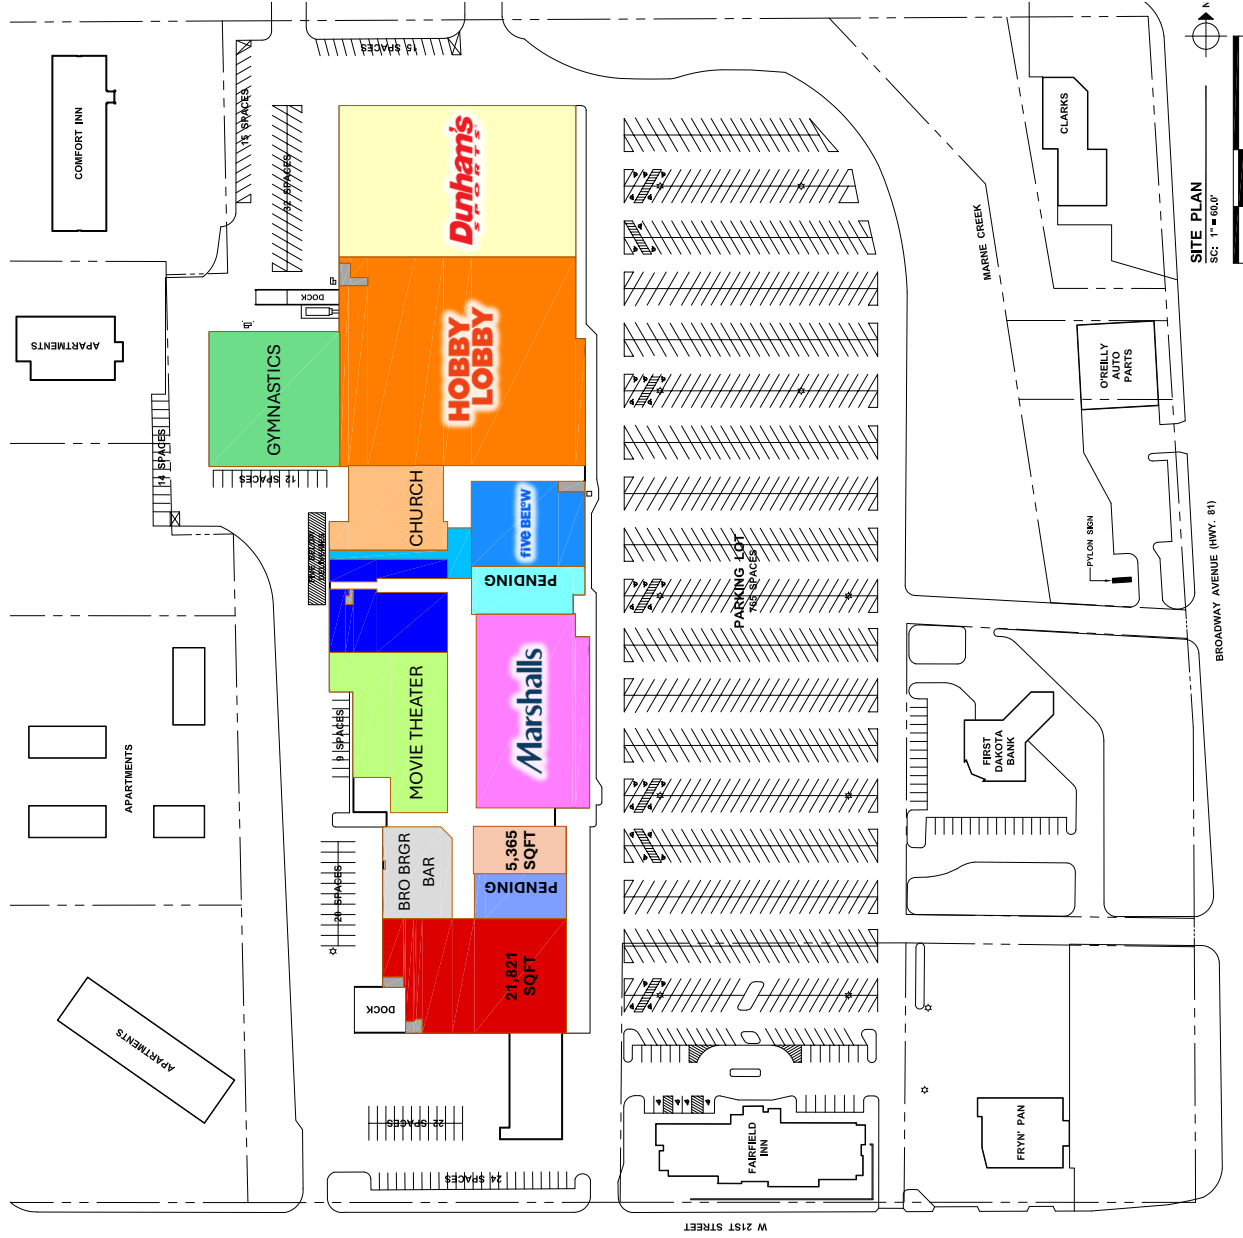 15 SPACES
COMFORT INN
15 SPACES
32 SPACES
Dunham's
SPORTS
CLARKS
N
SITE PLAN
SC: 1" = 60.0'
MARNE CREEK
DOCK
APARTMENTS
GYMNASTICS
HOBBY
LOBBY
O'REILLY
AUTO
PARTS
14 SPACES
12 SPACES
CHURCH
five BEL°W
PENDING
PARKING LOT
765 SPACES
PYLON SIGN
BROADWAY AVENUE (HWY. 81)
APARTMENTS
9 SPACES
MOVIE THEATER
Marshalls
FIRST
DAKOTA
BANK
20 SPACES
BRO BRGR
BAR
5,365
SQFT
PENDING
21,821
SQFT
DOCK
APARTMENTS
22 SPACES
24 SPACES
FAIRFIELD
INN
FRYN' PAN
W 21ST STREET